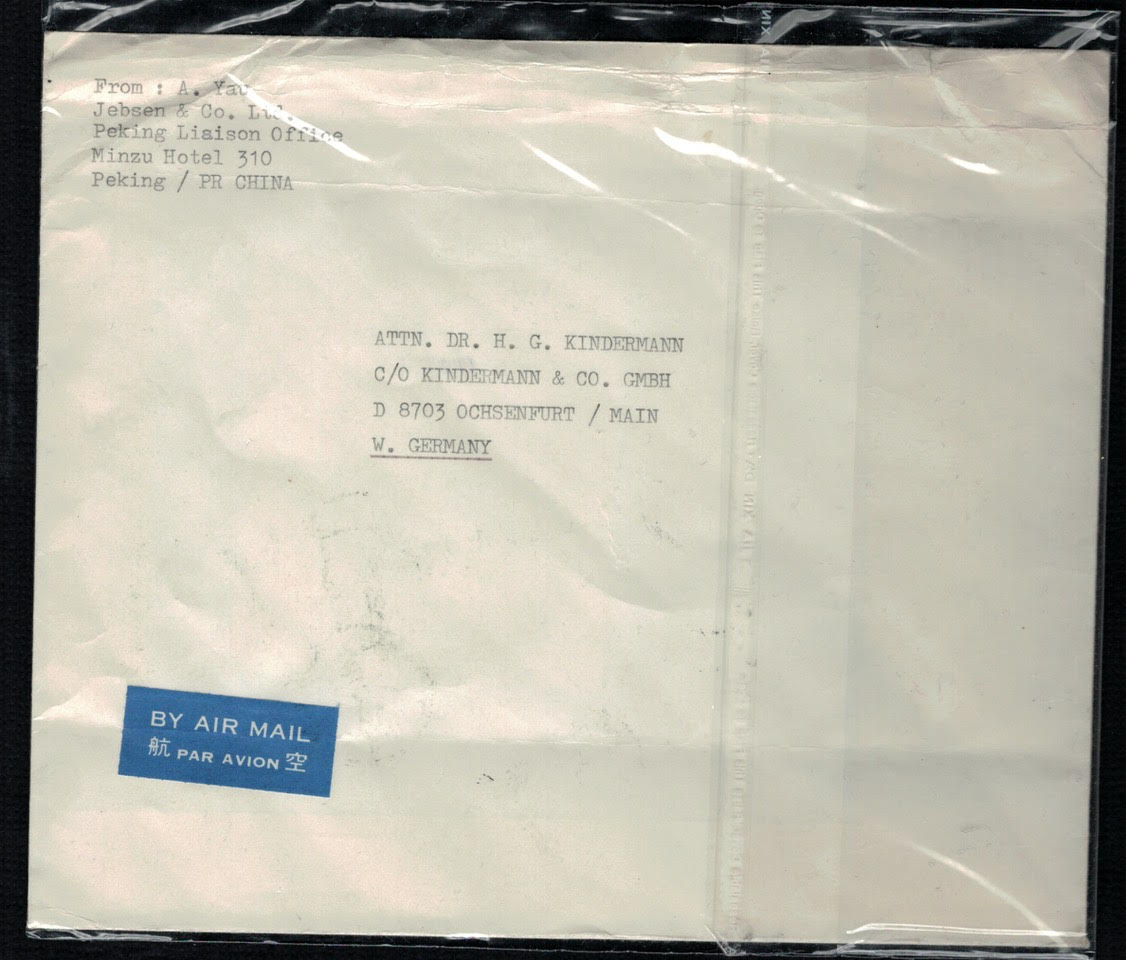 From : A. Yau
Jebsen & Co. Ltd.
Peking Liaison Office
Minzu Hotel 310
Peking / PR CHINA
ATTN. DR. H. G. KINDERMANN
C/O KINDERMANN & CO. GMBH
D 8703 OCHSENFURT / MAIN
W. GERMANY
BY AIR MAIL
航 PAR AVION 空